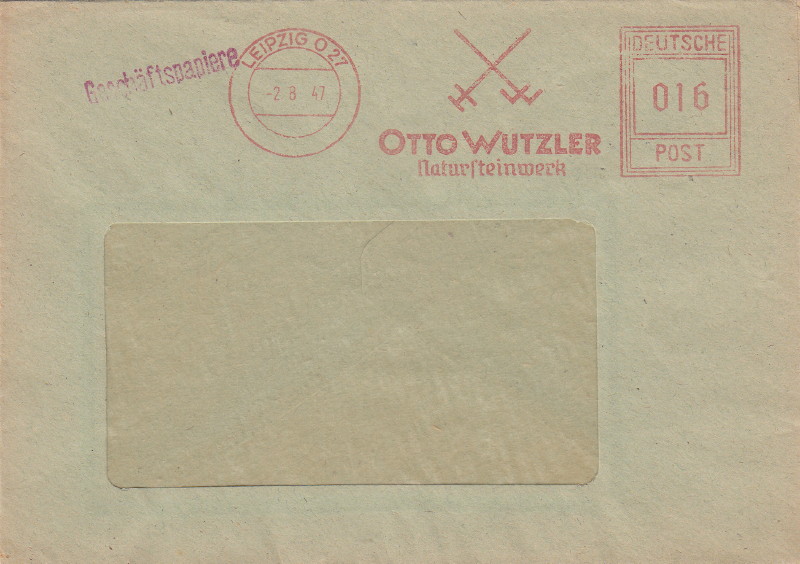 Geschäftspapiere
LEIPZIG O 27
-2 8 47
OTTO WUTZLER
Natursteinwerk
DEUTSCHE
016
POST